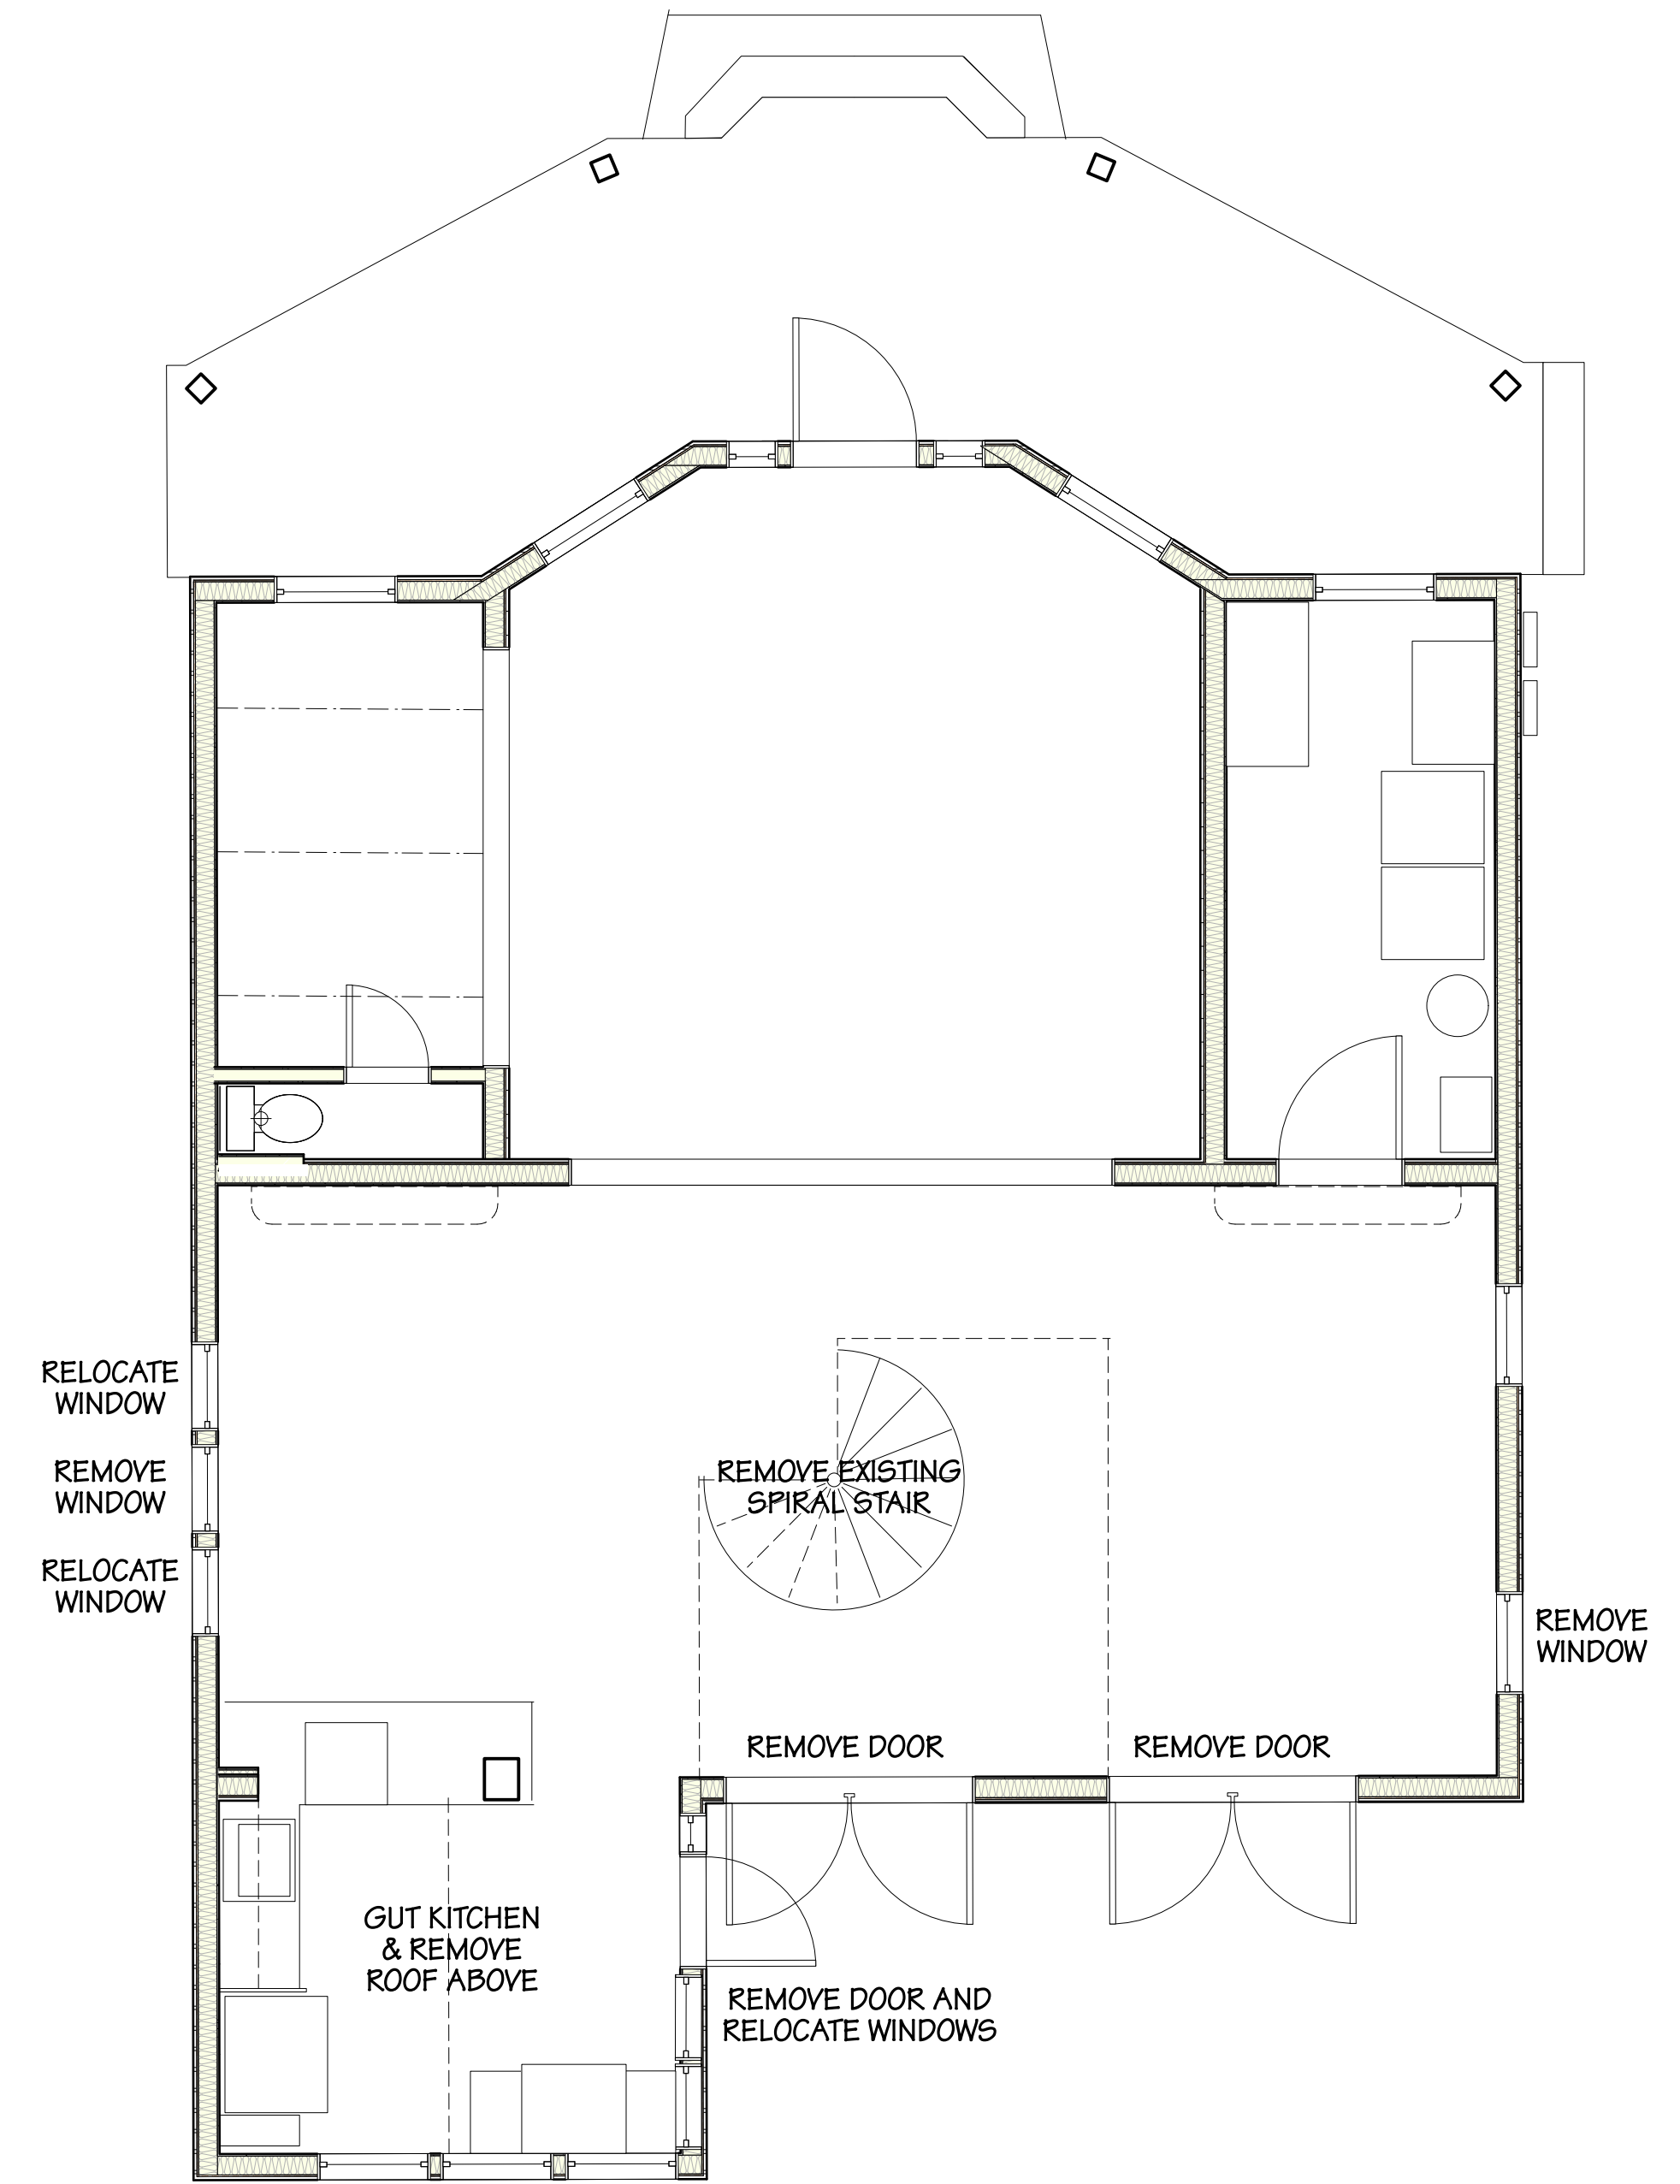 RELOCATE
WINDOW
REMOVE
WINDOW
RELOCATE
WINDOW
REMOVE EXISTING
SPIRAL STAIR
REMOVE
WINDOW
REMOVE DOOR
REMOVE DOOR
GUT KITCHEN
& REMOVE
ROOF ABOVE
REMOVE DOOR AND
RELOCATE WINDOWS